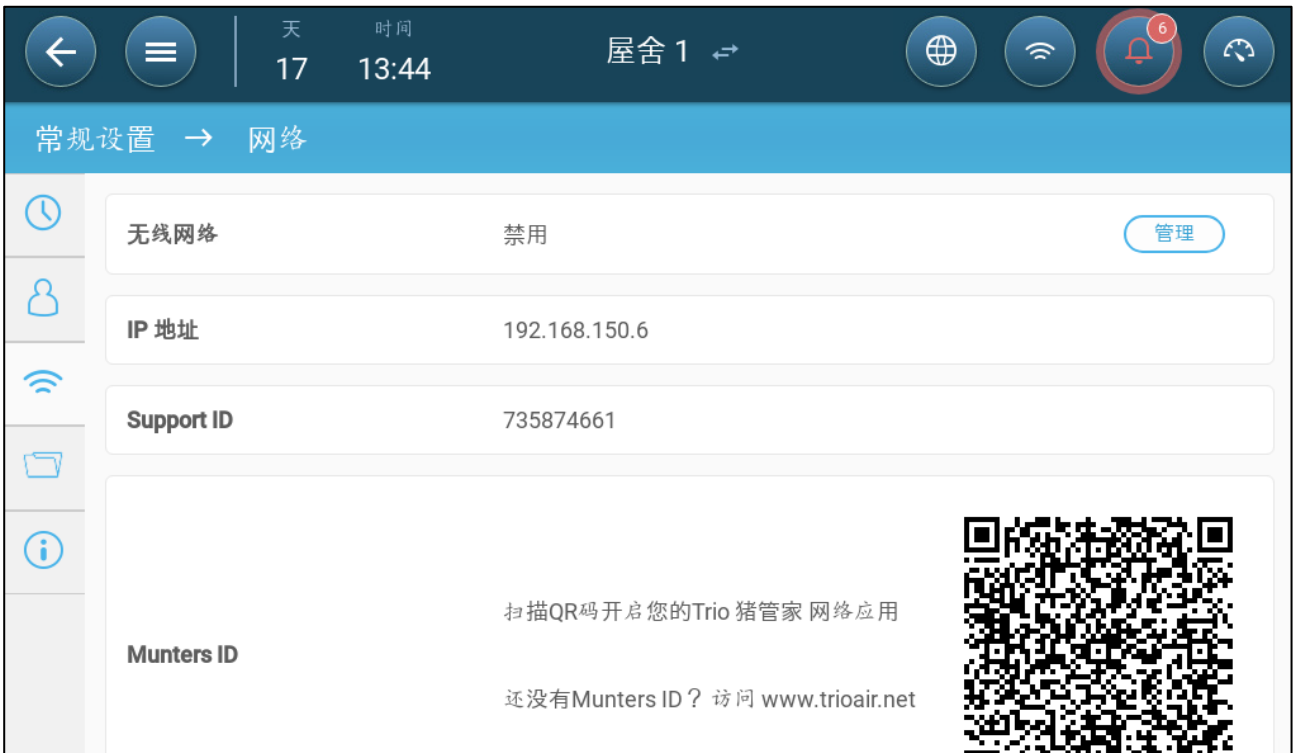 天 时间
17 13:44
屋舍 1
6
常规设置 → 网络
无线网络 禁用 管理
IP 地址 192.168.150.6
Support ID 735874661
扫描QR码开启您的Trio 猪管家 网络应用
Munters ID
还没有Munters ID？访问 www.trioair.net